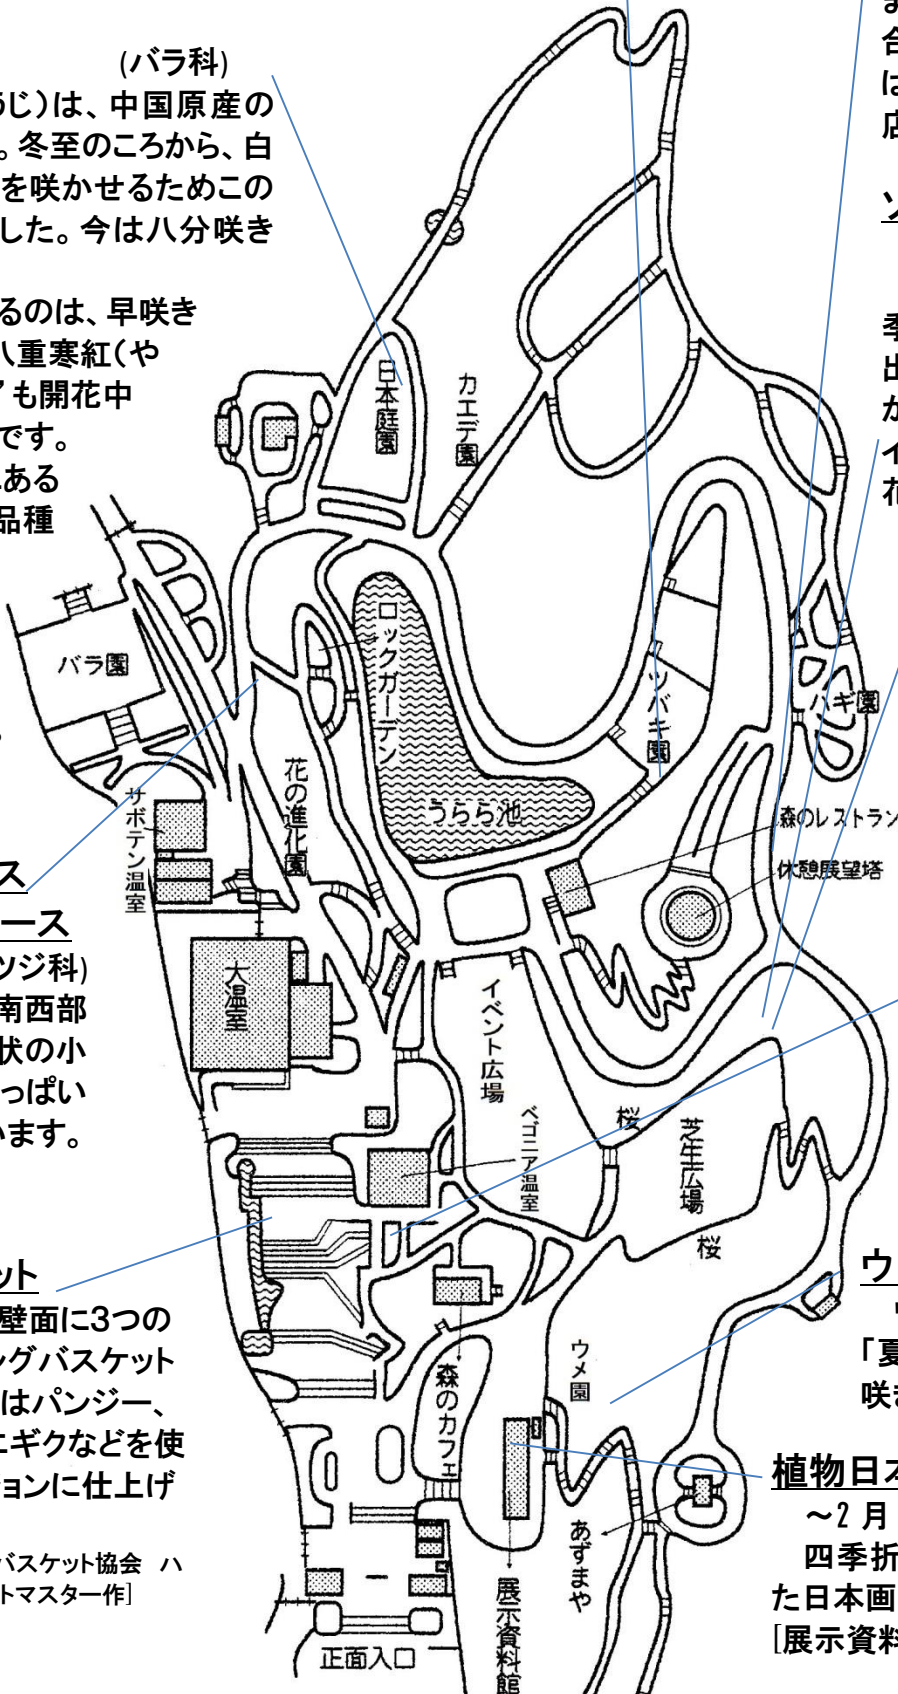 (バラ科)
うじ)は、中国原産の
。冬至のころから、白
を咲かせるためこの
した。今は八分咲き
るのは、早咲き
八重寒紅(や
も開花中
です。
ある
品種
ス
ース
ツジ科)
南西部
状の小
っぱい
います。
ット
壁面に3つの
ングバスケット
はパンジー、
エギクなどを使
ションに仕上げ
バスケット協会 ハ
トマスター作]
合
は
店
ソ
季
出
か
イ
花
日本庭園
カエデ園
バラ園
ロックガーデン
ツバキ園
ハギ園
うらら池
花の進化園
サボテン温室
森のレストラン
休憩展望塔
大温室
イベント広場
ベゴニア温室
桜
芝生広場
桜
ウメ園
森のカフェ
あずまや
展示資料館
正面入口
ウ
「夏
咲き
植物日本
~2月
四季折
た日本画
[展示資料